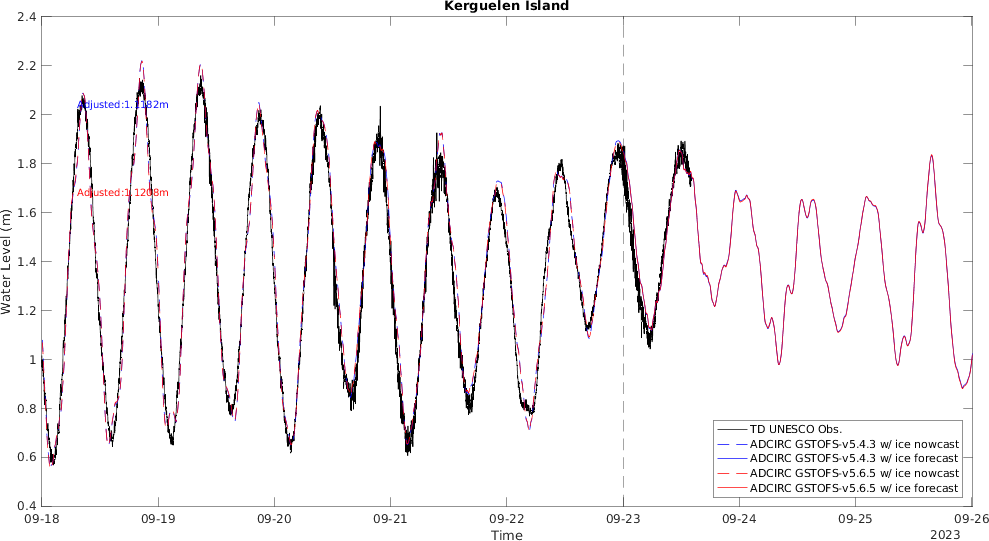 Kerguelen Island
2.4
2.2
2
1.8
1.6
1.4
1.2
1
0.8
0.6
0.4
Water Level (m)
Adjusted:1.1182m
Adjusted:1.1208m
09-18
09-19
09-20
09-21
09-22
09-23
09-24
09-25
09-26
Time
2023
TD UNESCO Obs.
ADCIRC GSTOFS-v5.4.3 w/ ice nowcast
ADCIRC GSTOFS-v5.4.3 w/ ice forecast
ADCIRC GSTOFS-v5.6.5 w/ ice nowcast
ADCIRC GSTOFS-v5.6.5 w/ ice forecast